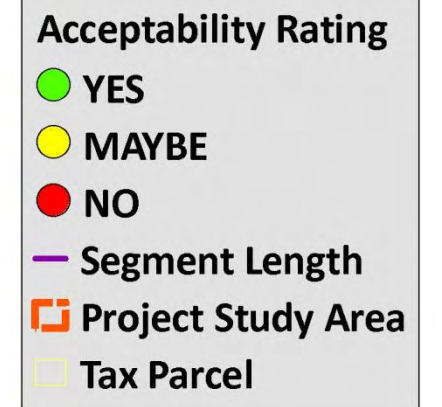 Acceptability Rating
YES
MAYBE
NO
Segment Length
Project Study Area
Tax Parcel